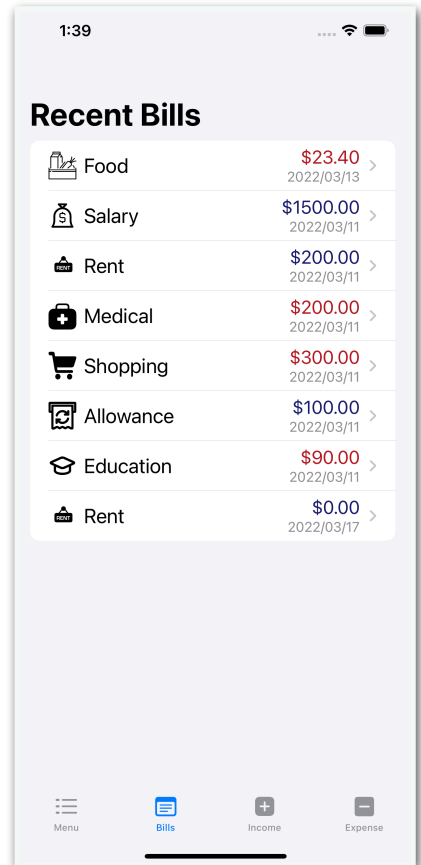 1:39
Recent Bills
Food
$23.40
2022/03/13
Salary
$1500.00
2022/03/11
RENT
Rent
$200.00
2022/03/11
Medical
$200.00
2022/03/11
Shopping
$300.00
2022/03/11
Allowance
$100.00
2022/03/11
Education
$90.00
2022/03/11
RENT
Rent
$0.00
2022/03/17
Menu
Bills
Income
Expense